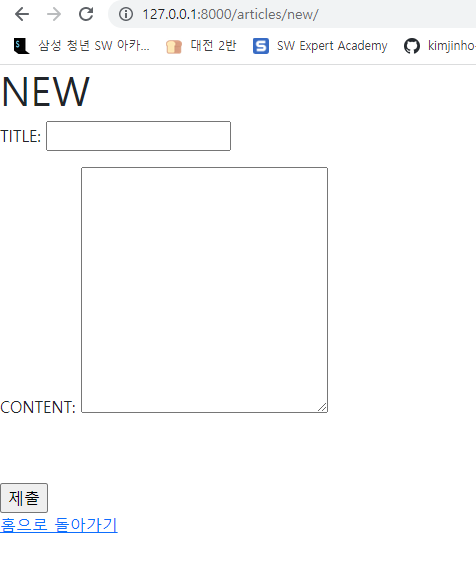 127.0.0.1:8000/articles/new/
삼성 청년 SW 아카... 대전 2반 S SW Expert Academy kimjinho-
NEW
TITLE:
CONTENT:
제출
홈으로 돌아가기